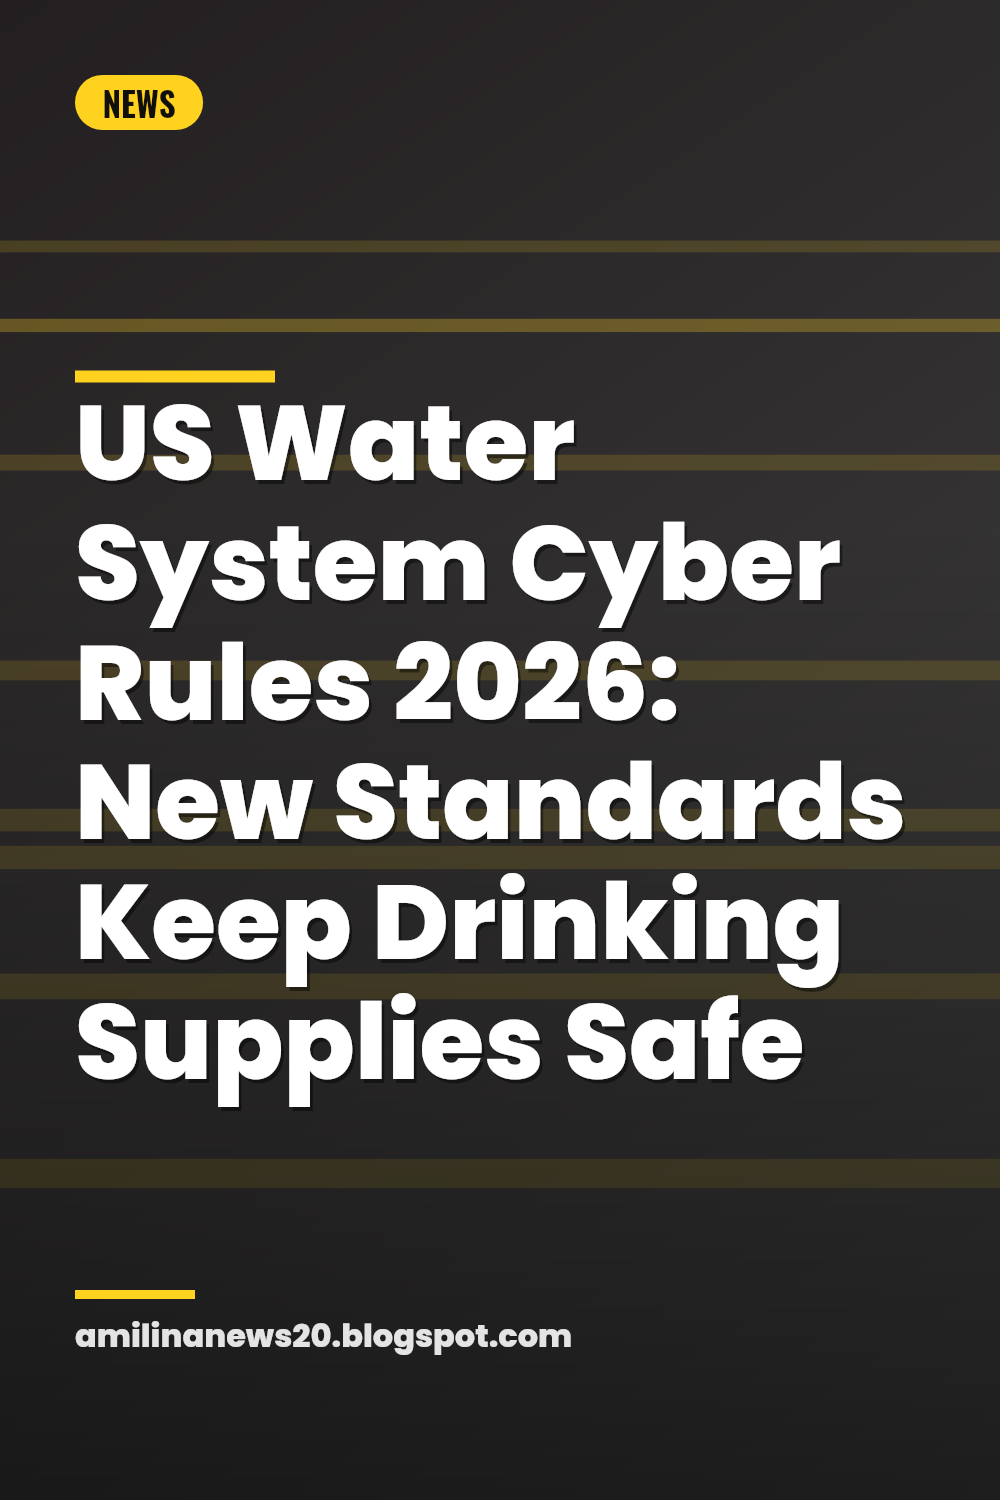 NEWS
US Water
System Cyber
Rules 2026:
New Standards
Keep Drinking
Supplies Safe
amilinanews20.blogspot.com